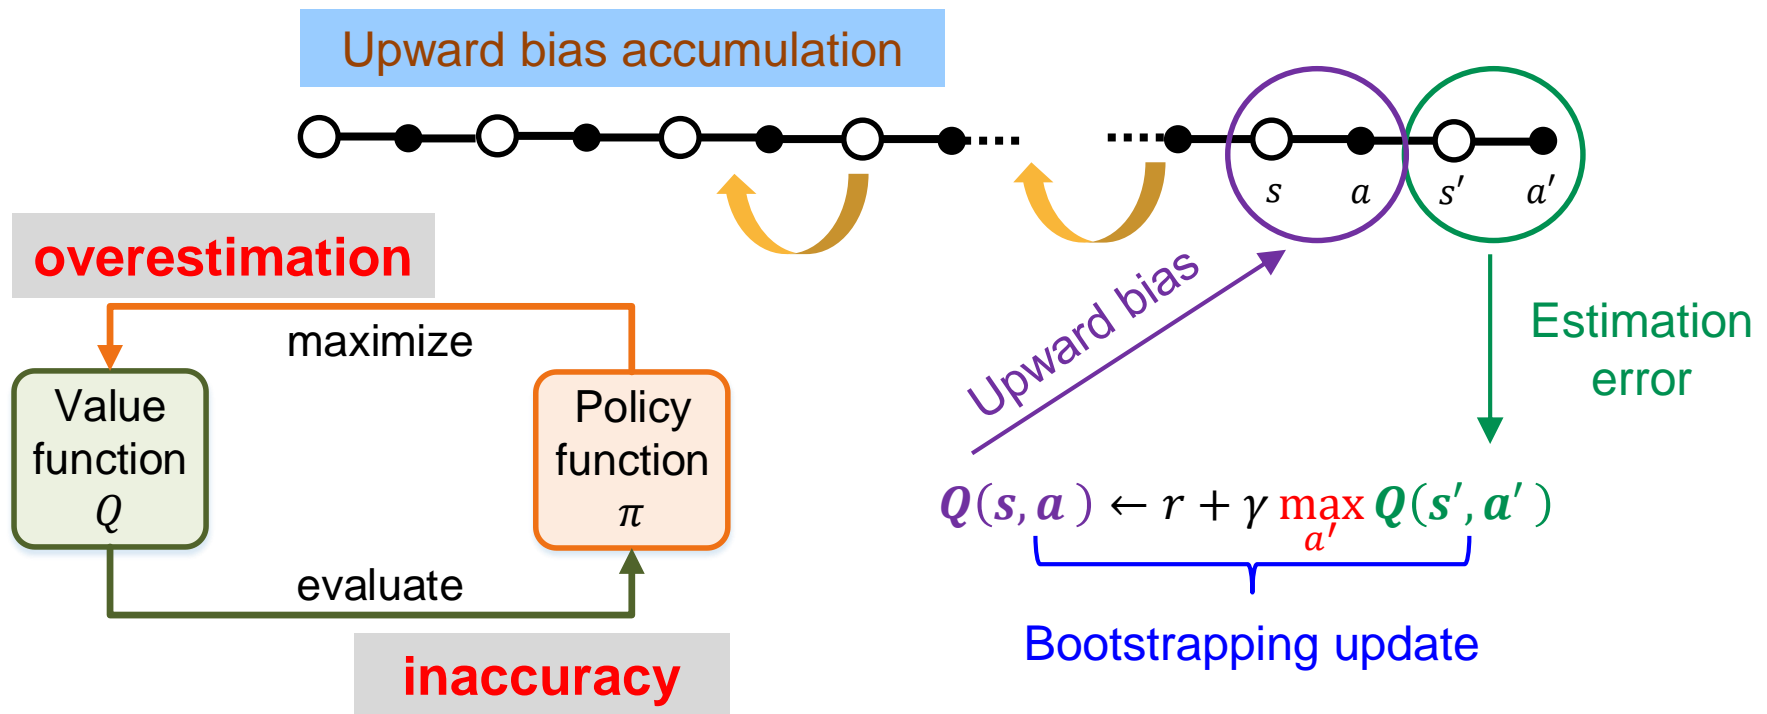 Upward bias accumulation
s a s′ a′
overestimation
maximize
Value
function
Q
Policy
function
π
evaluate
inaccuracy
Upward bias
Estimation
error
Q(s, a) ← r + γ max Q(s′, a′)
a′
Bootstrapping update